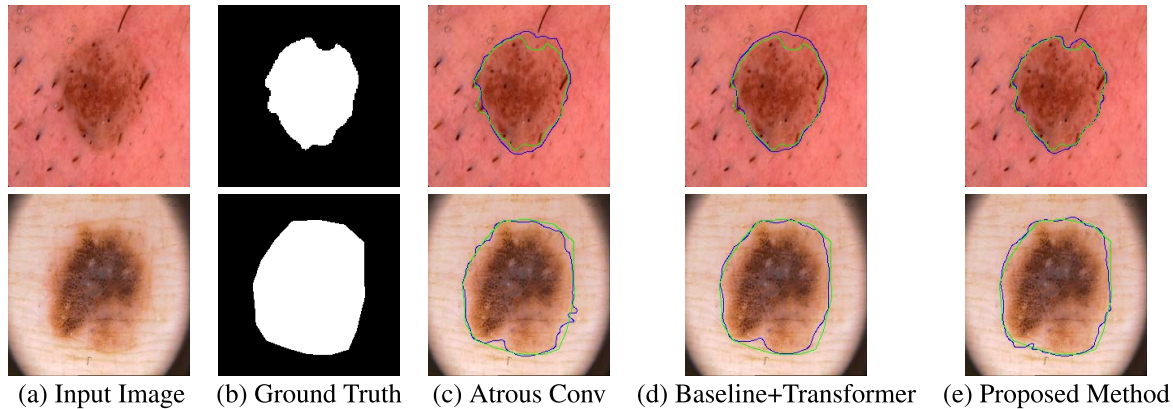 (a) Input Image (b) Ground Truth (c) Atrous Conv (d) Baseline+Transformer (e) Proposed Method